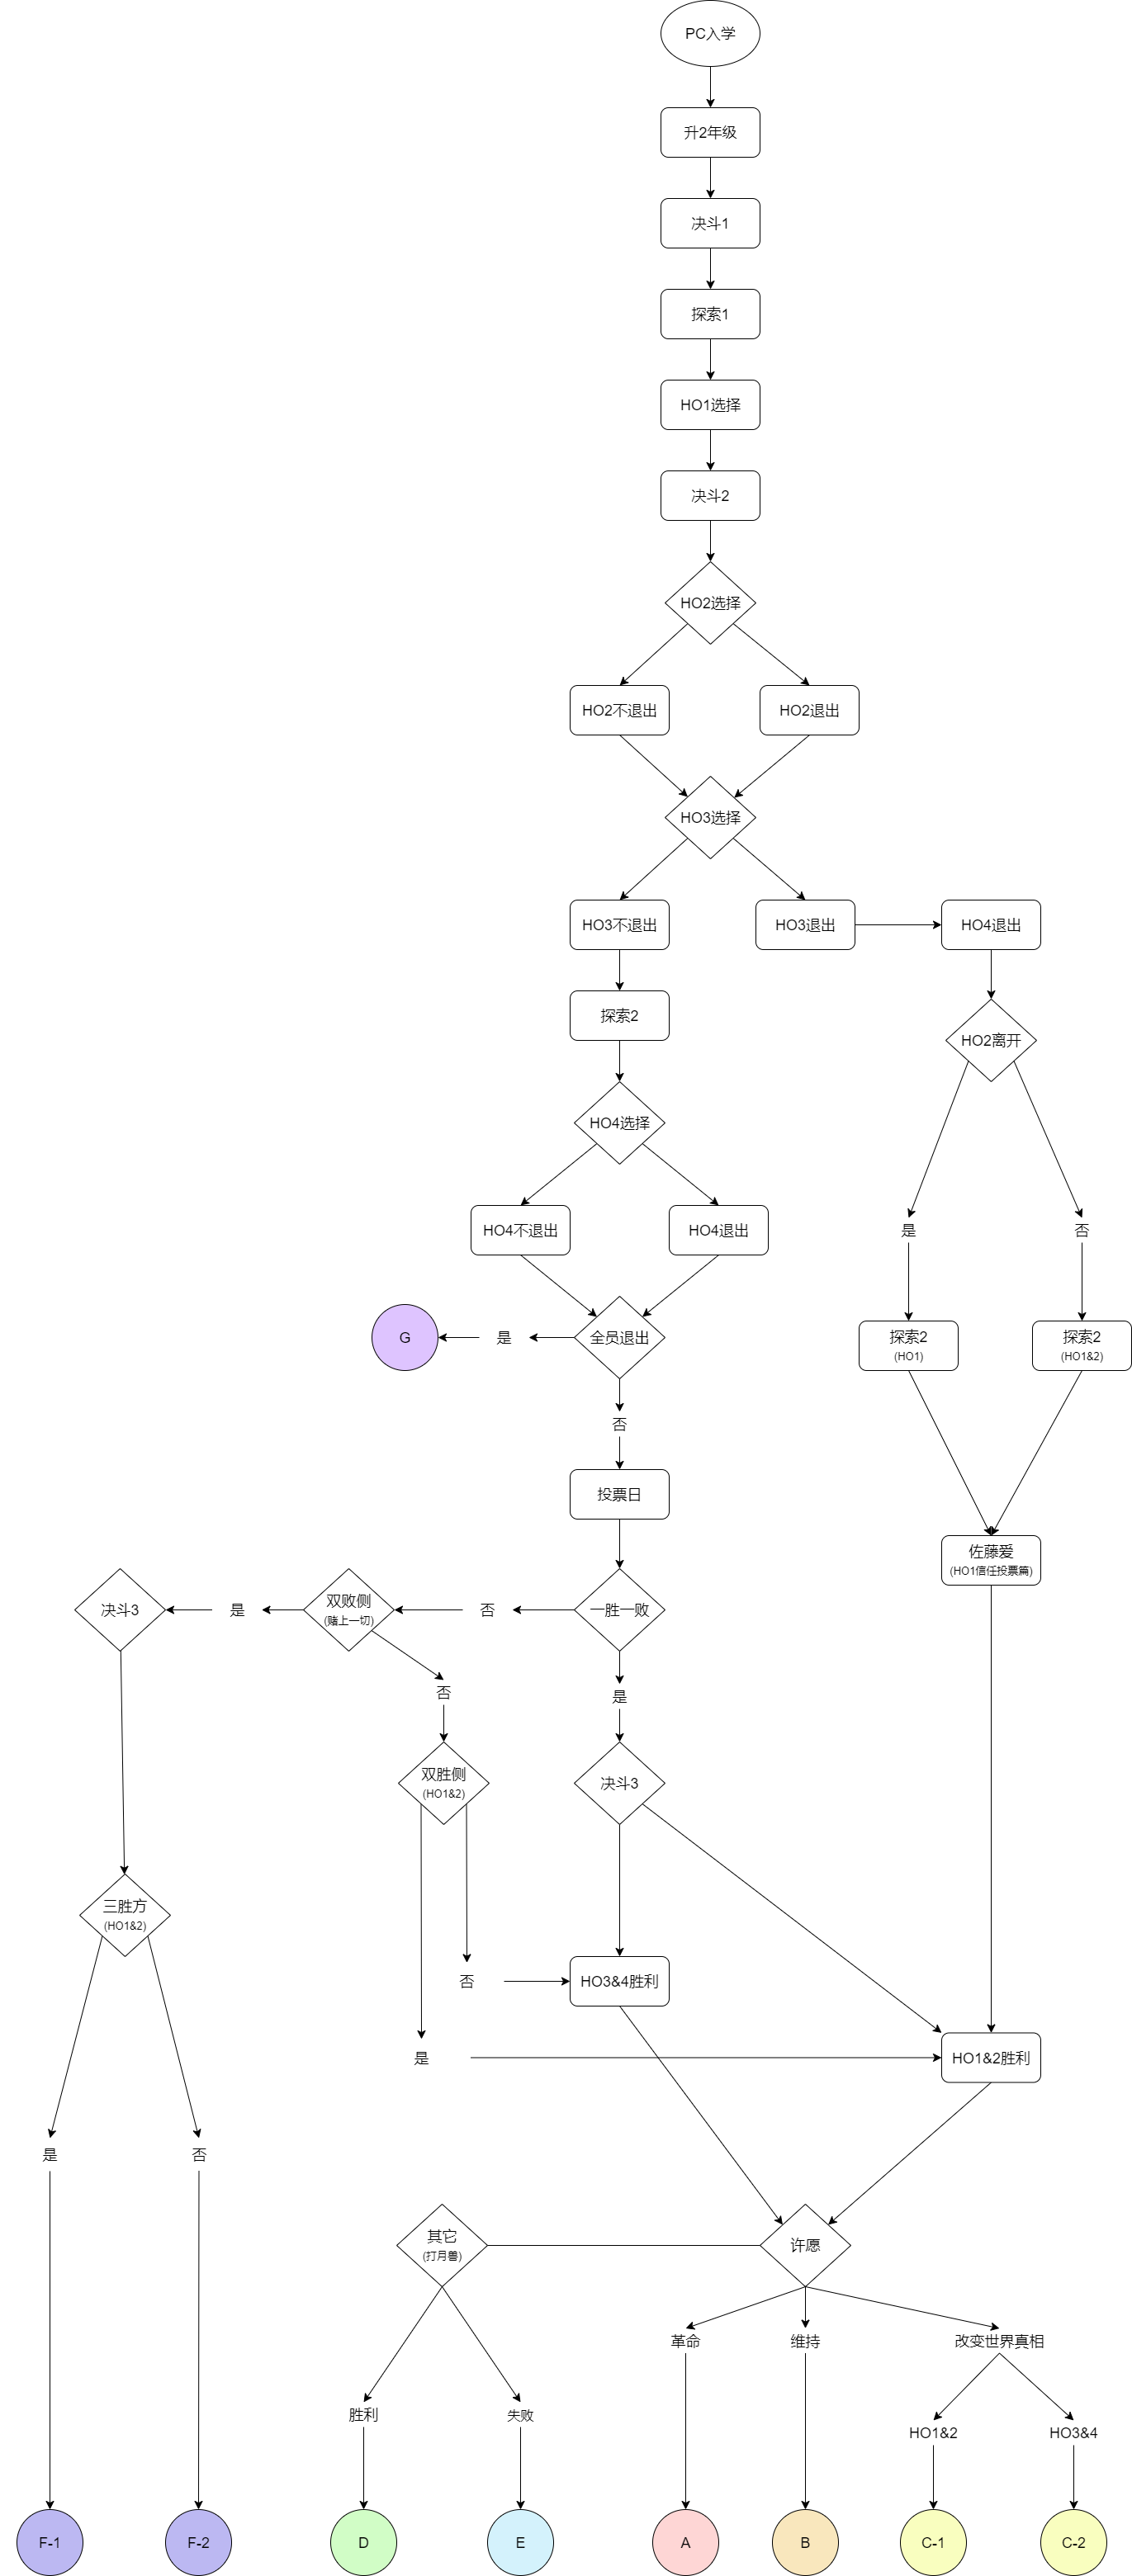 PC入学
升2年级
决斗1
探索1
HO1选择
决斗2
HO2选择
HO2不退出
HO2退出
HO3选择
HO3不退出
HO3退出
HO4退出
探索2
HO2离开
HO4选择
HO4不退出
HO4退出
是
否
G
是
全员退出
探索2
(HO1)
探索2
(HO1&2)
否
投票日
佐藤爱
(HO1信任投票篇)
决斗3
是
双败侧
(赌上一切)
否
一胜一败
否
是
双胜侧
(HO1&2)
决斗3
三胜方
(HO1&2)
否
HO3&4胜利
是
HO1&2胜利
是
否
其它
(打月兽)
许愿
革命
维持
改变世界真相
胜利
失败
HO1&2
HO3&4
F-1
F-2
D
E
A
B
C-1
C-2